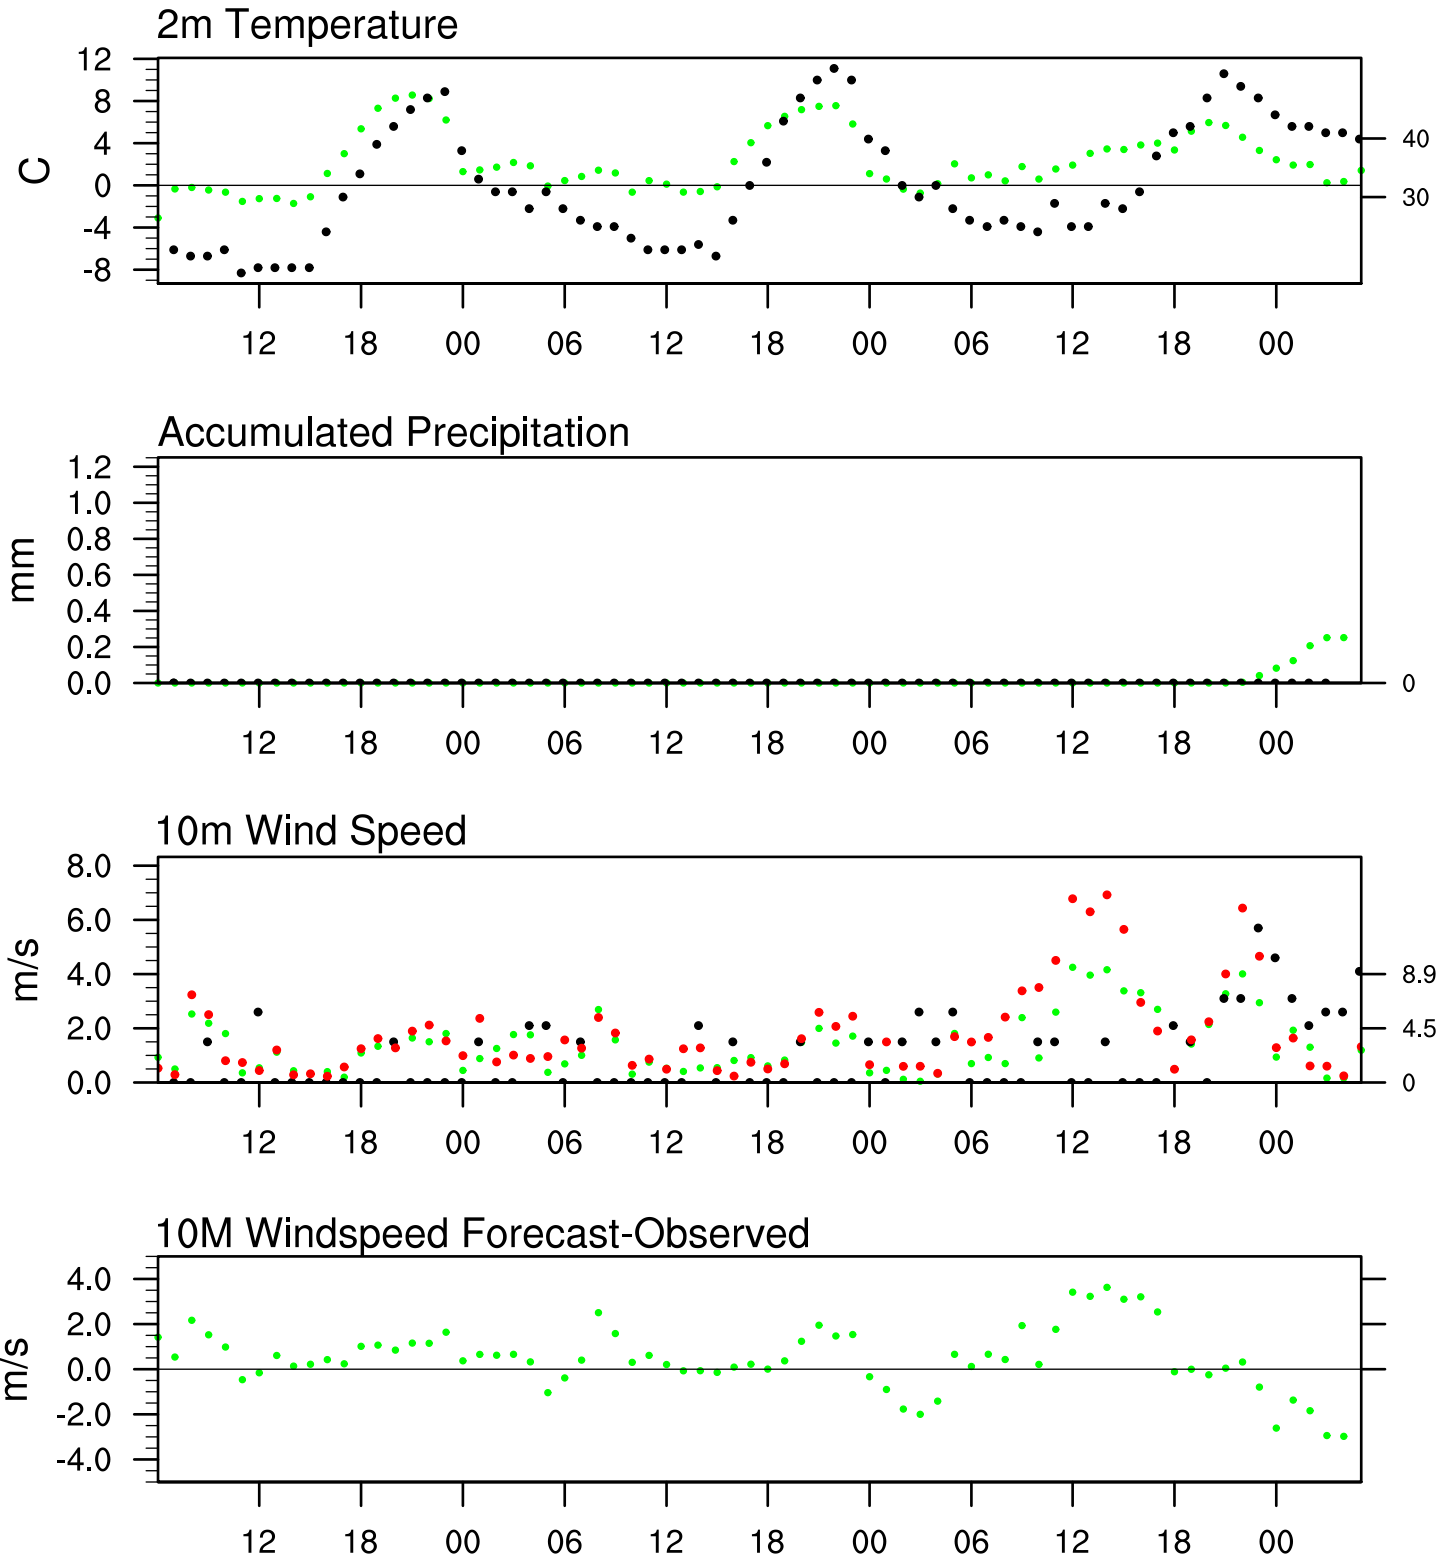 2m Temperature
12
8
4
0
-4
-8
C
40
30
12 18 00 06 12 18 00 06 12 18 00
Accumulated Precipitation
1.2
1.0
0.8
0.6
0.4
0.2
0.0
mm
0
12 18 00 06 12 18 00 06 12 18 00
10m Wind Speed
8.0
6.0
4.0
2.0
0.0
m/s
8.9
4.5
0
12 18 00 06 12 18 00 06 12 18 00
10M Windspeed Forecast-Observed
4.0
2.0
0.0
-2.0
-4.0
m/s
12 18 00 06 12 18 00 06 12 18 00